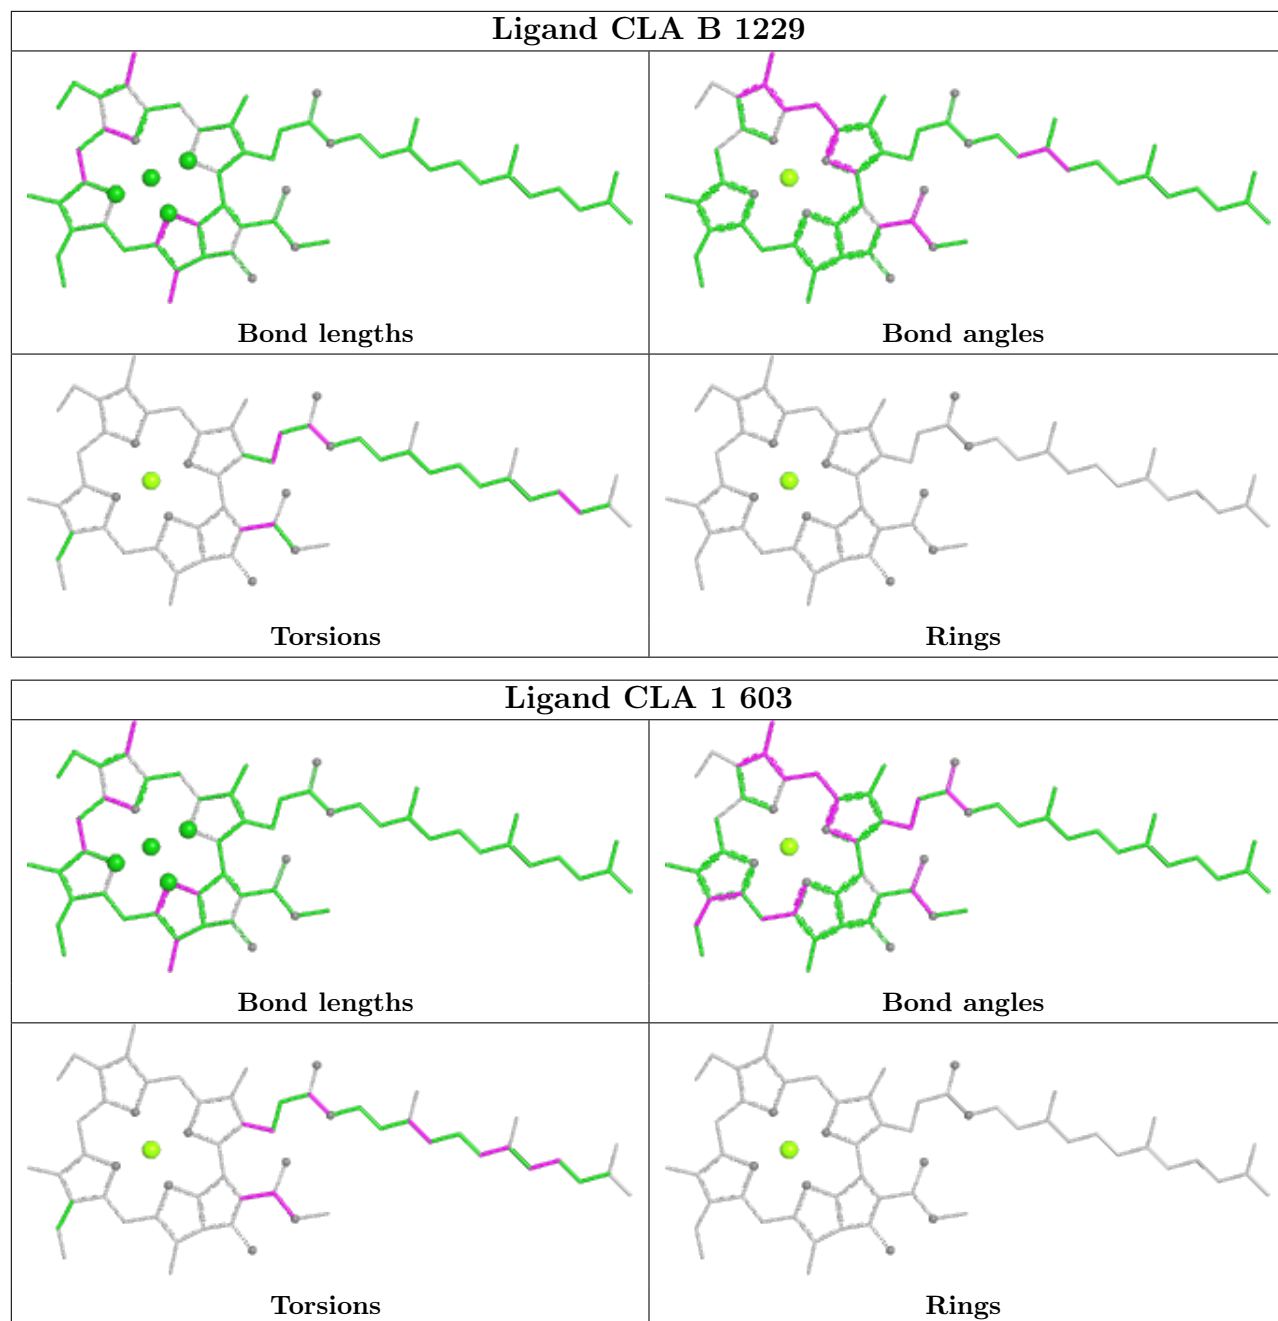 Ligand CLA B 1229
Bond lengths
Bond angles
Torsions
Rings
Ligand CLA 1 603
Bond lengths
Bond angles
Torsions
Rings